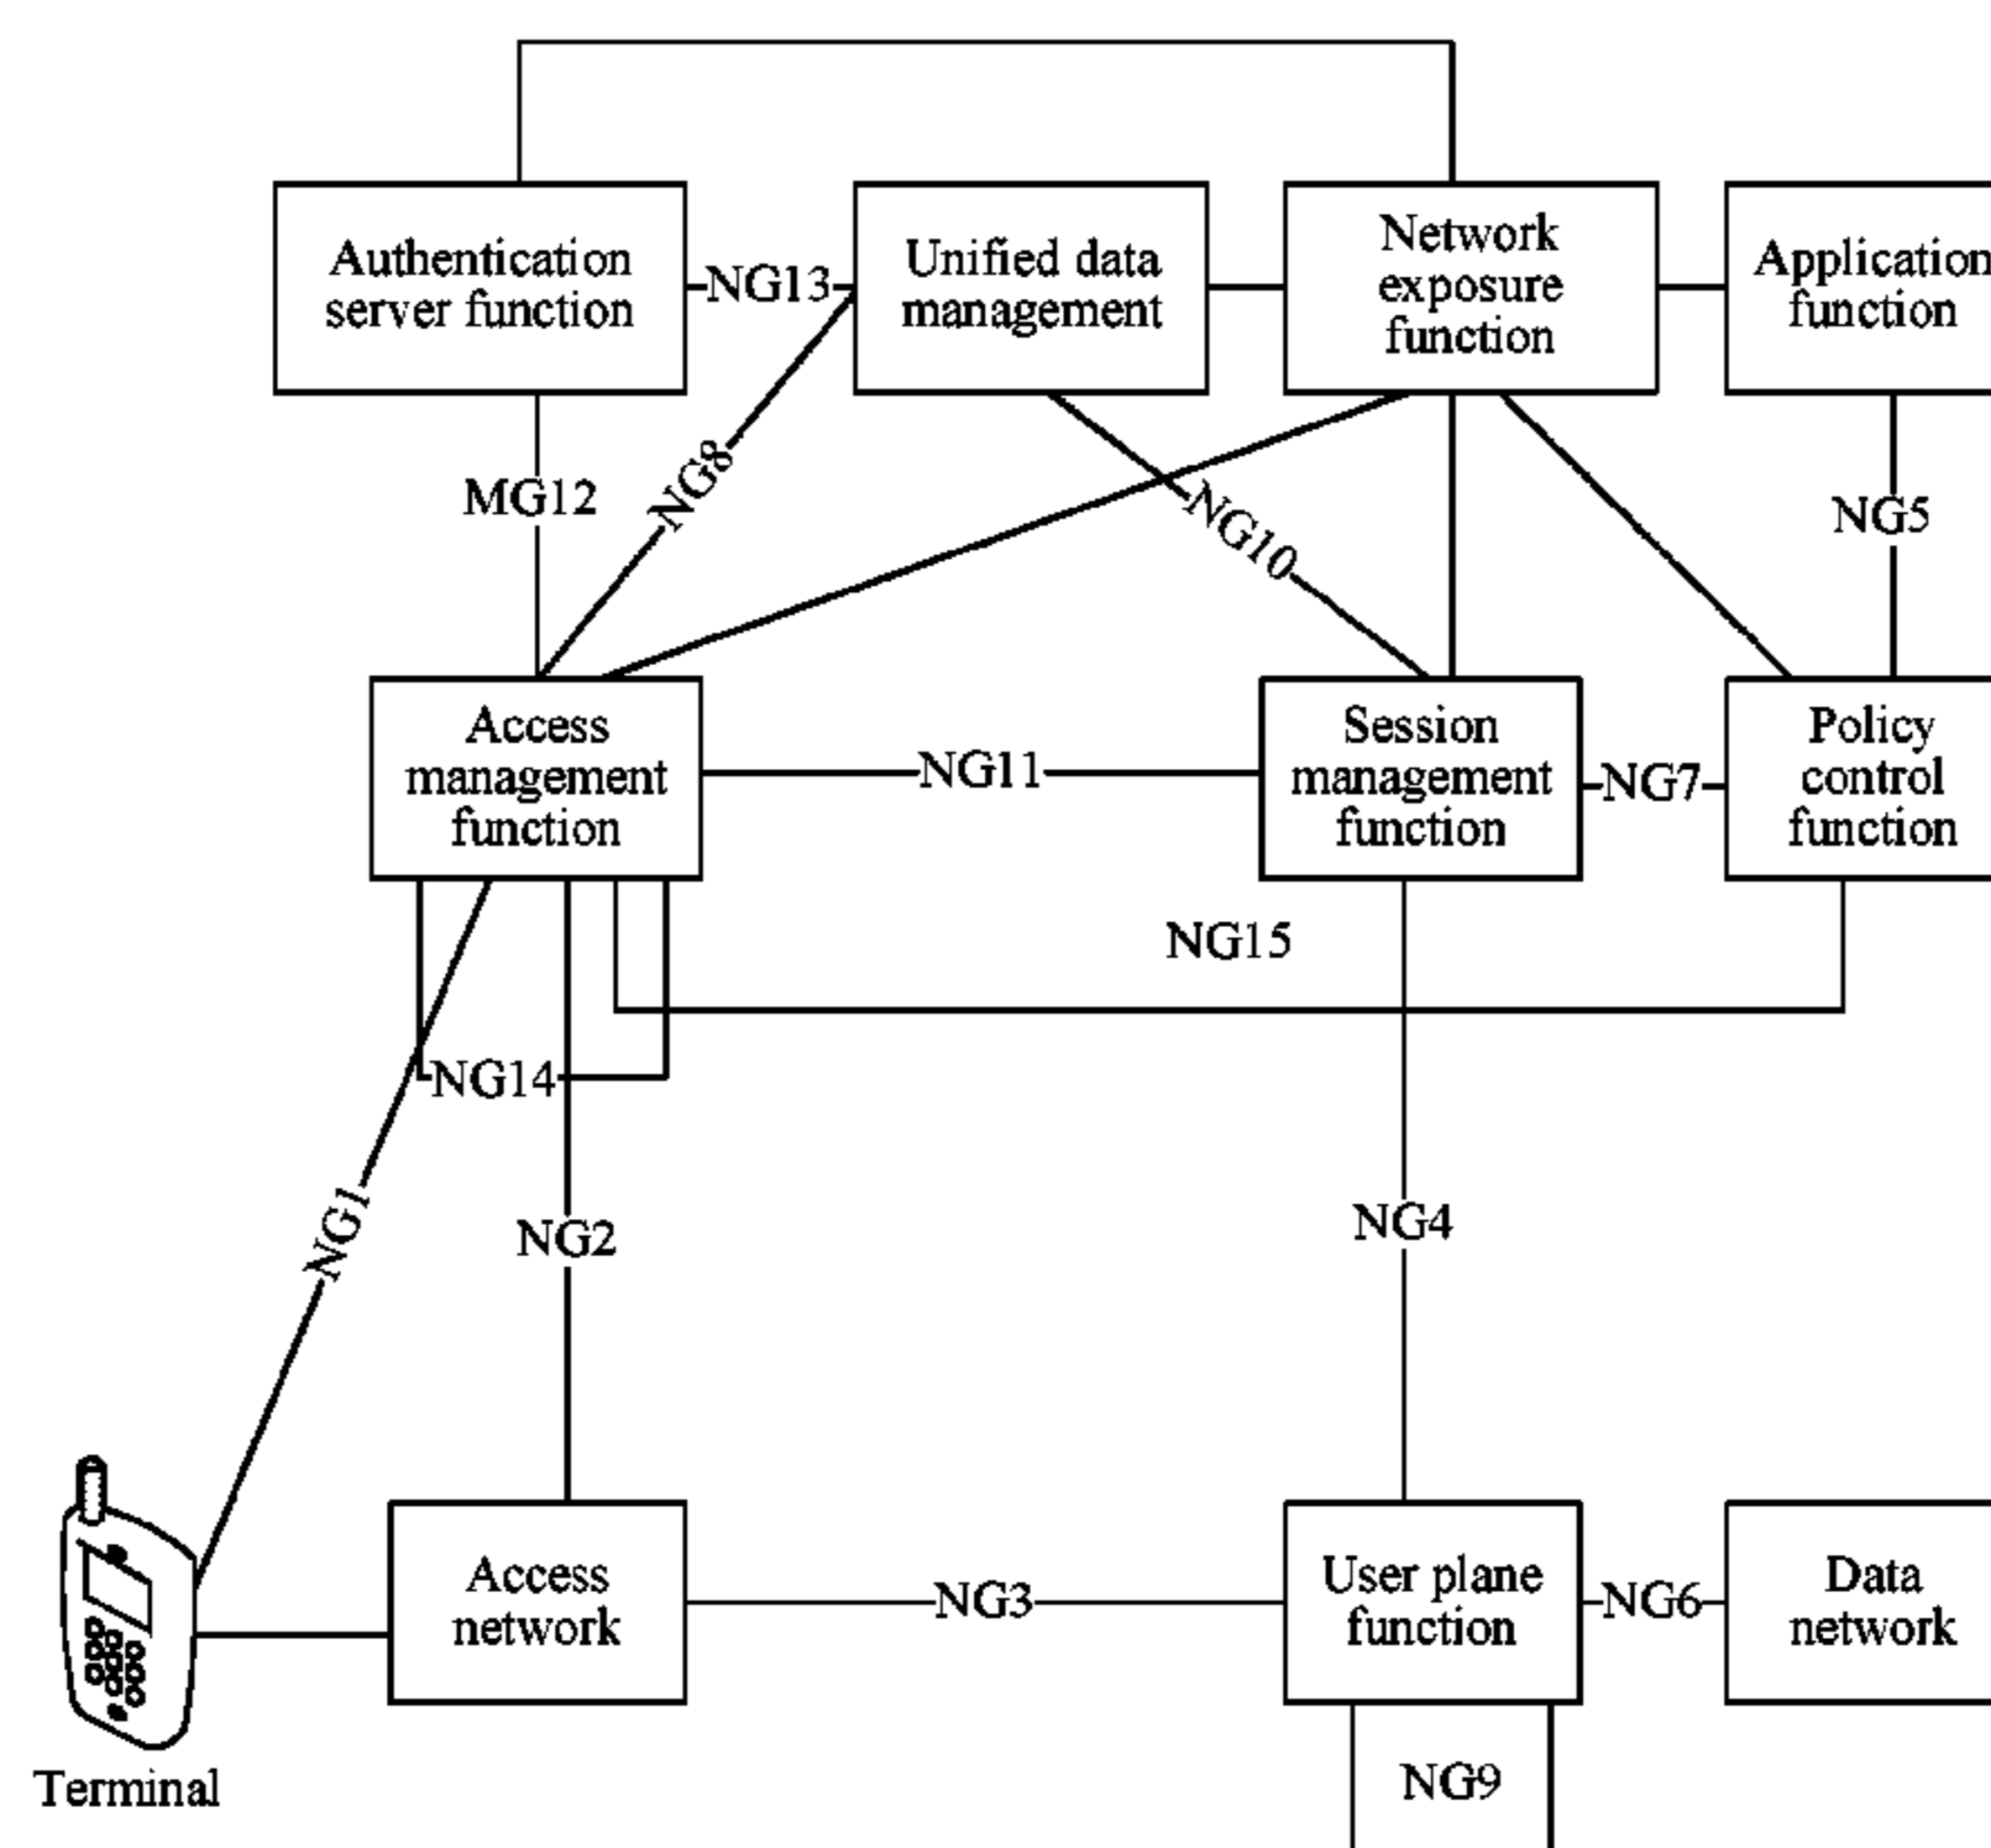 Authentication
server function
NG13
Unified data
management
Network
exposure
function
Application
function
MG12
NG8
NG10
NG5
Access
management
function
NG11
Session
management
function
NG7
Policy
control
function
NG15
NG14
NG1
NG2
NG4
Access
network
NG3
User plane
function
NG6
Data
network
Terminal
NG9